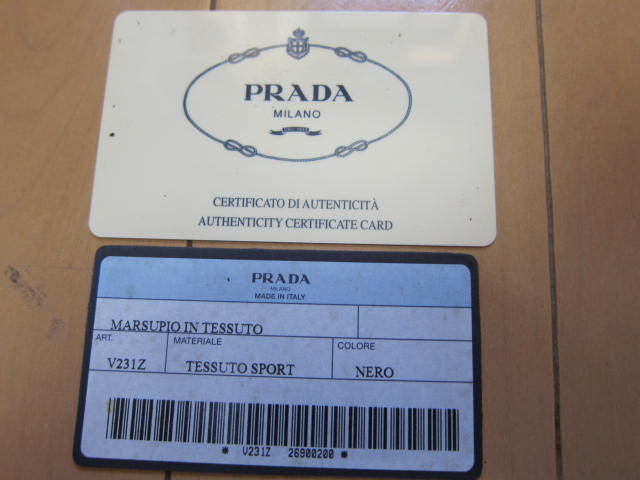 PRADA
MILANO
CERTIFICATO DI AUTENTICITÀ
AUTHENTICITY CERTIFICATE CARD
PRADA
MILANO
MADE IN ITALY
MARSUPIO IN TESSUTO
ART. MATERIALE COLORE
V231Z TESSUTO SPORT NERO
* V231Z 26900200 *